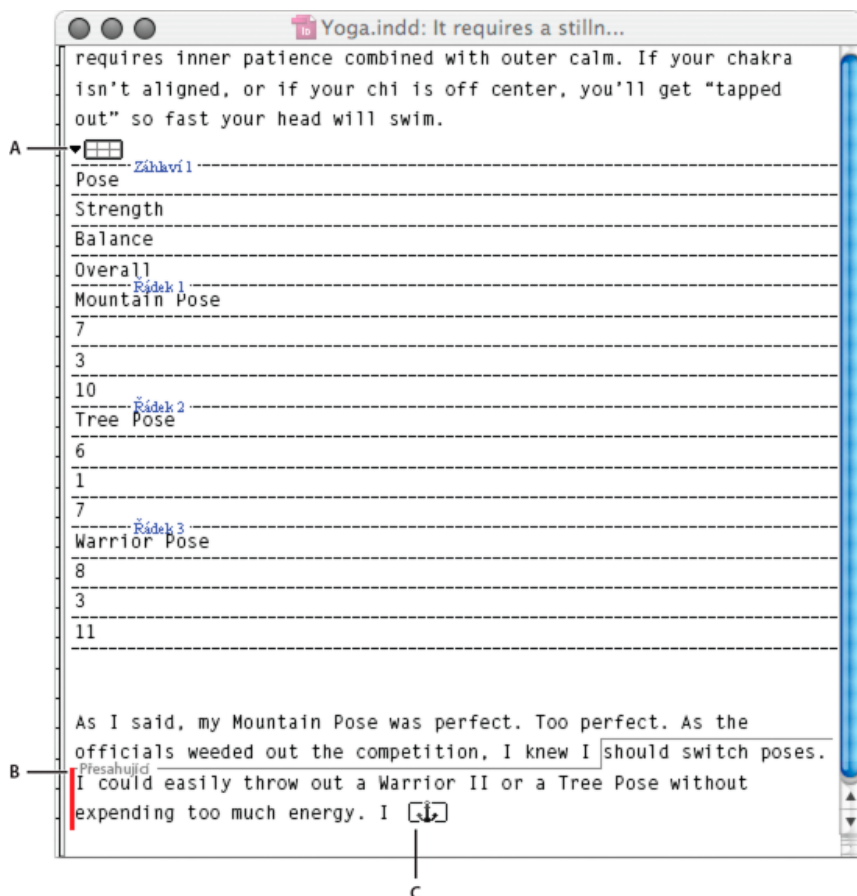 Yoga.indd: It requires a stilln...
requires inner patience combined with outer calm. If your chakra
isn't aligned, or if your chi is off center, you'll get “tapped
out” so fast your head will swim.
A
Záhlaví 1
Pose
Strength
Balance
Overall
Řádek 1
Mountain Pose
7
3
10
Řádek 2
Tree Pose
6
1
7
Řádek 3
Warrior Pose
8
3
11
As I said, my Mountain Pose was perfect. Too perfect. As the
officials weeded out the competition, I knew I should switch poses.
B
Přesahující
I could easily throw out a Warrior II or a Tree Pose without
expending too much energy. I
C